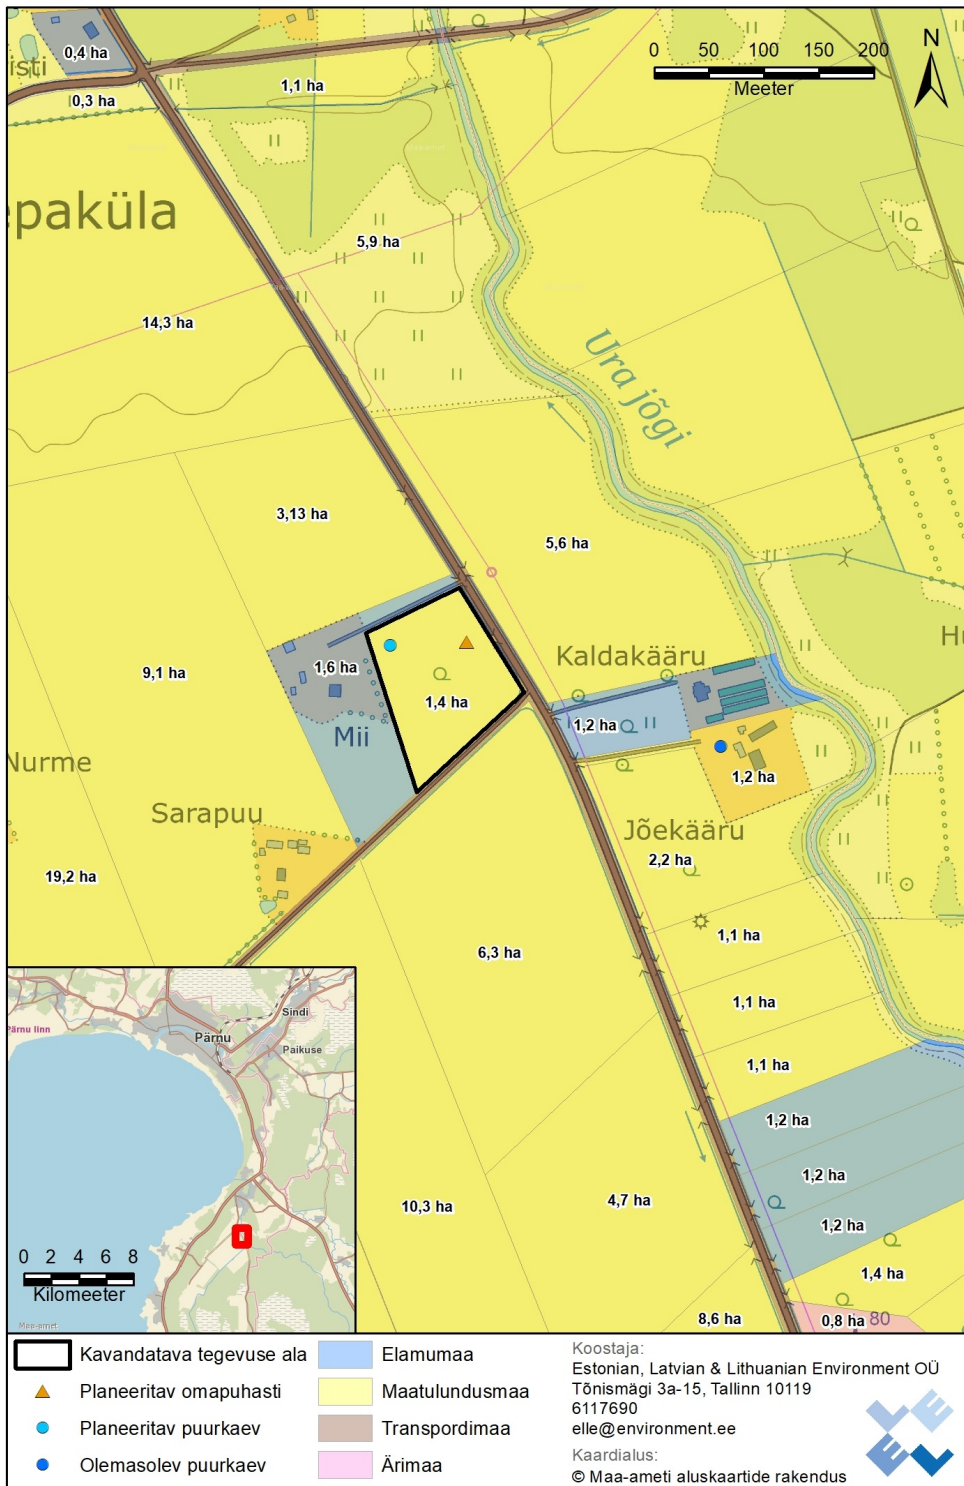 0,4 ha
isti
0,3 ha
1,1 ha
0 50 100 150 200
Meeter
N
epaküla
5,9 ha
14,3 ha
Ura jõgi
3,13 ha
5,6 ha
9,1 ha
1,6 ha
1,4 ha
Kaldakääru
Mii
1,2 ha
1,2 ha
Nurme
Sarapuu
Jõekääru
2,2 ha
19,2 ha
6,3 ha
1,1 ha
1,1 ha
1,1 ha
1,2 ha
1,2 ha
1,2 ha
10,3 ha
4,7 ha
1,4 ha
8,6 ha
0,8 ha
80
Sindi
Pärnu linn
Pärnu
Paikuse
0 2 4 6 8
Kilomeeter
Maa-amet
Kavandatava tegevuse ala
Planeeritav omapuhasti
Planeeritav puurkaev
Olemasolev puurkaev
Elamumaa
Maatulundusmaa
Transpordimaa
Ärimaa
Koostaja:
Estonian, Latvian & Lithuanian Environment OÜ
Tõnismägi 3a-15, Tallinn 10119
6117690
elle@environment.ee
Kaardialus:
© Maa-ameti aluskaartide rakendus